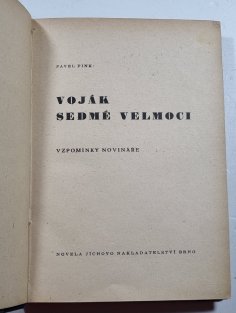 PAVEL FINK:
VOJÁK
SEDMÉ VELMOCI
VZPOMÍNKY NOVINÁŘE
NOVELA JÍCHOVO NAKLADATELSTVÍ BRNO